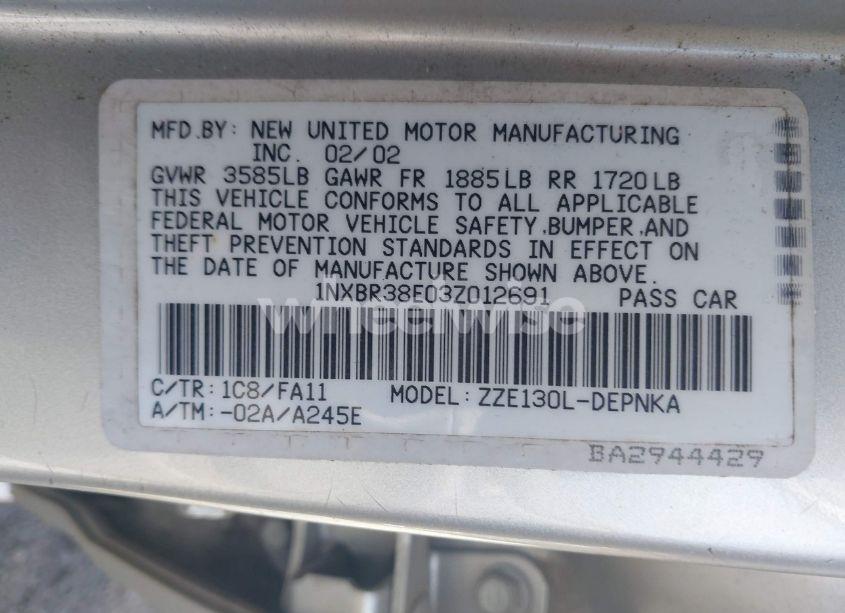 MFD.BY: NEW UNITED MOTOR MANUFACTURING
INC. 02/02
GVWR 3585LB GAWR FR 1885LB RR 1720LB
THIS VEHICLE CONFORMS TO ALL APPLICABLE
FEDERAL MOTOR VEHICLE SAFETY,BUMPER,AND
THEFT PREVENTION STANDARDS IN EFFECT ON
THE DATE OF MANUFACTURE SHOWN ABOVE.
1NXBR38E03Z012691 PASS CAR
wheelwise
C/TR: 1C8/FA11 MODEL: ZZE130L-DEPNKA
A/TM:-02A/A245E
BA2944429